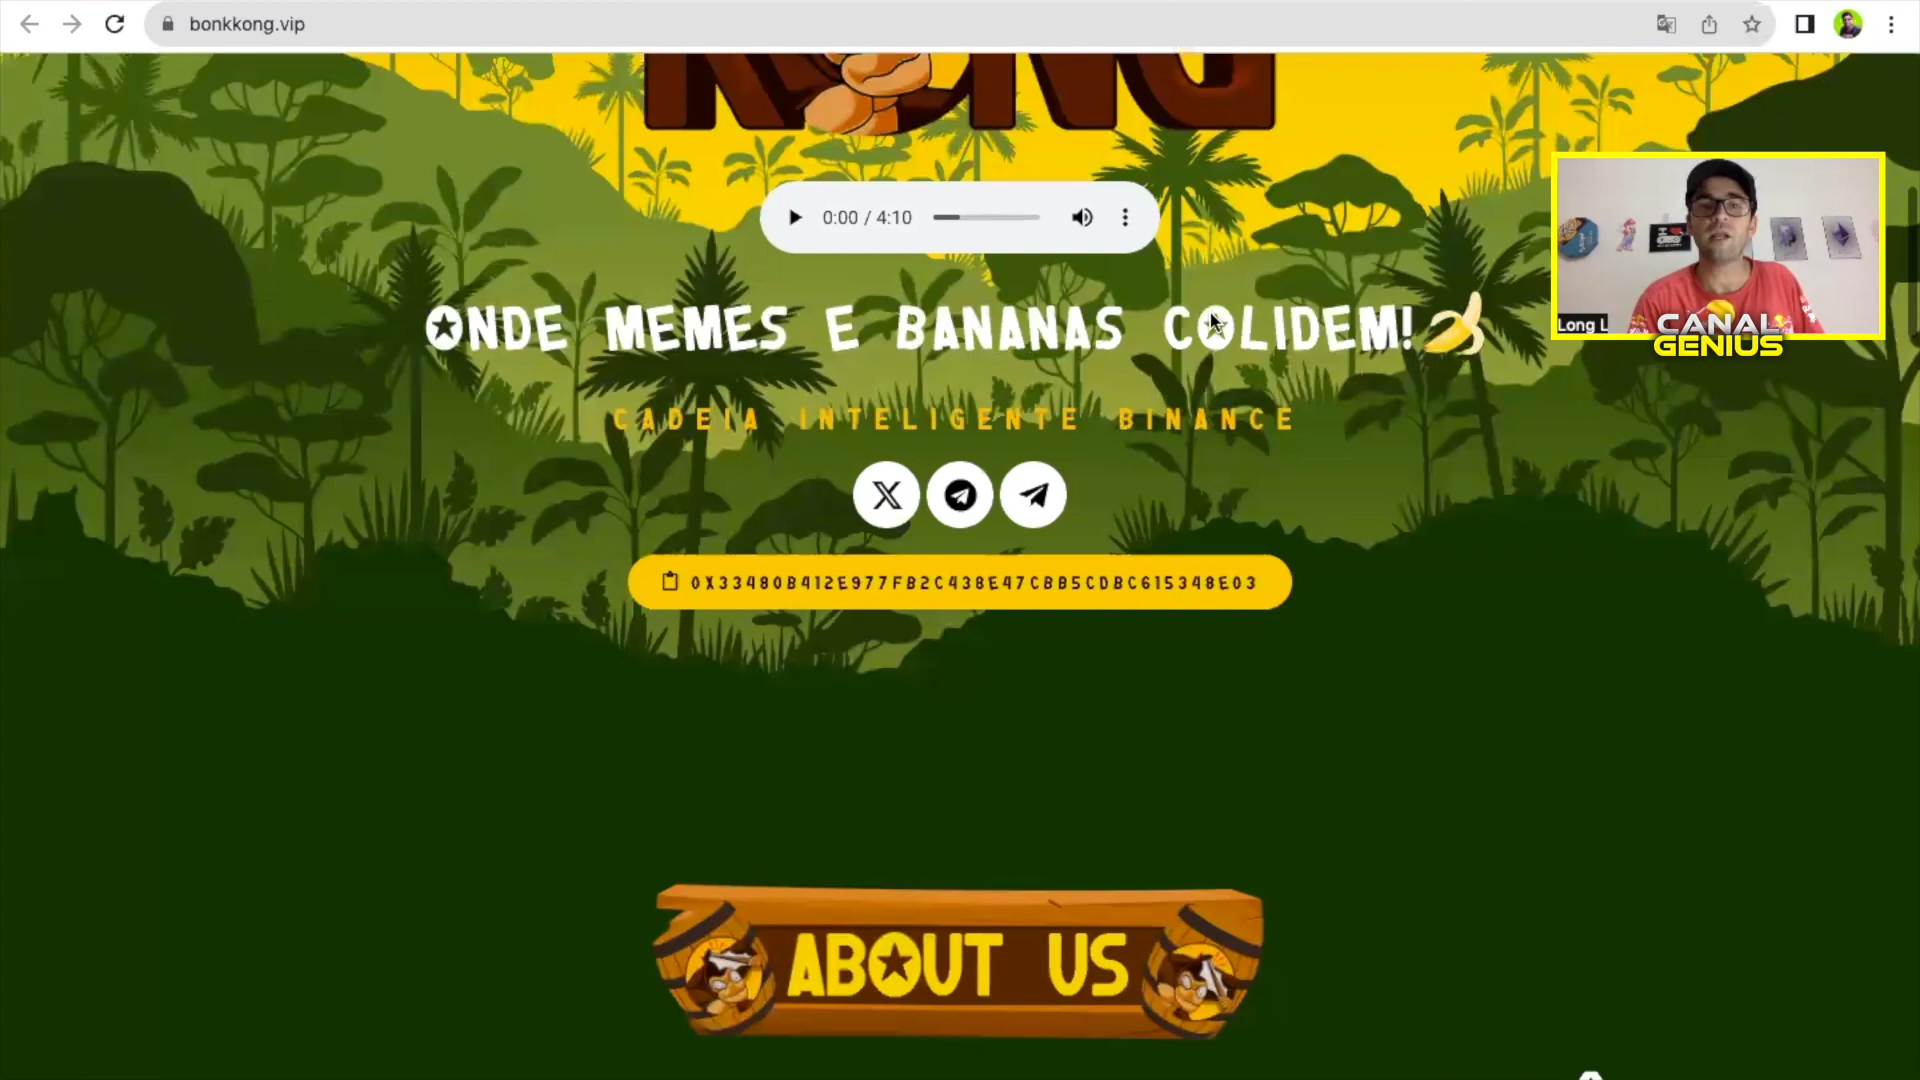 bonkkong.vip
KONG
0:00 / 4:10
ONDE MEMES E BANANAS COLIDEM!
CADEIA INTELIGENTE BINANCE
0X33480B412E977FB2C438E47CBB5CDBC615348E03
Long L
CANAL
GENIUS
ABOUT US